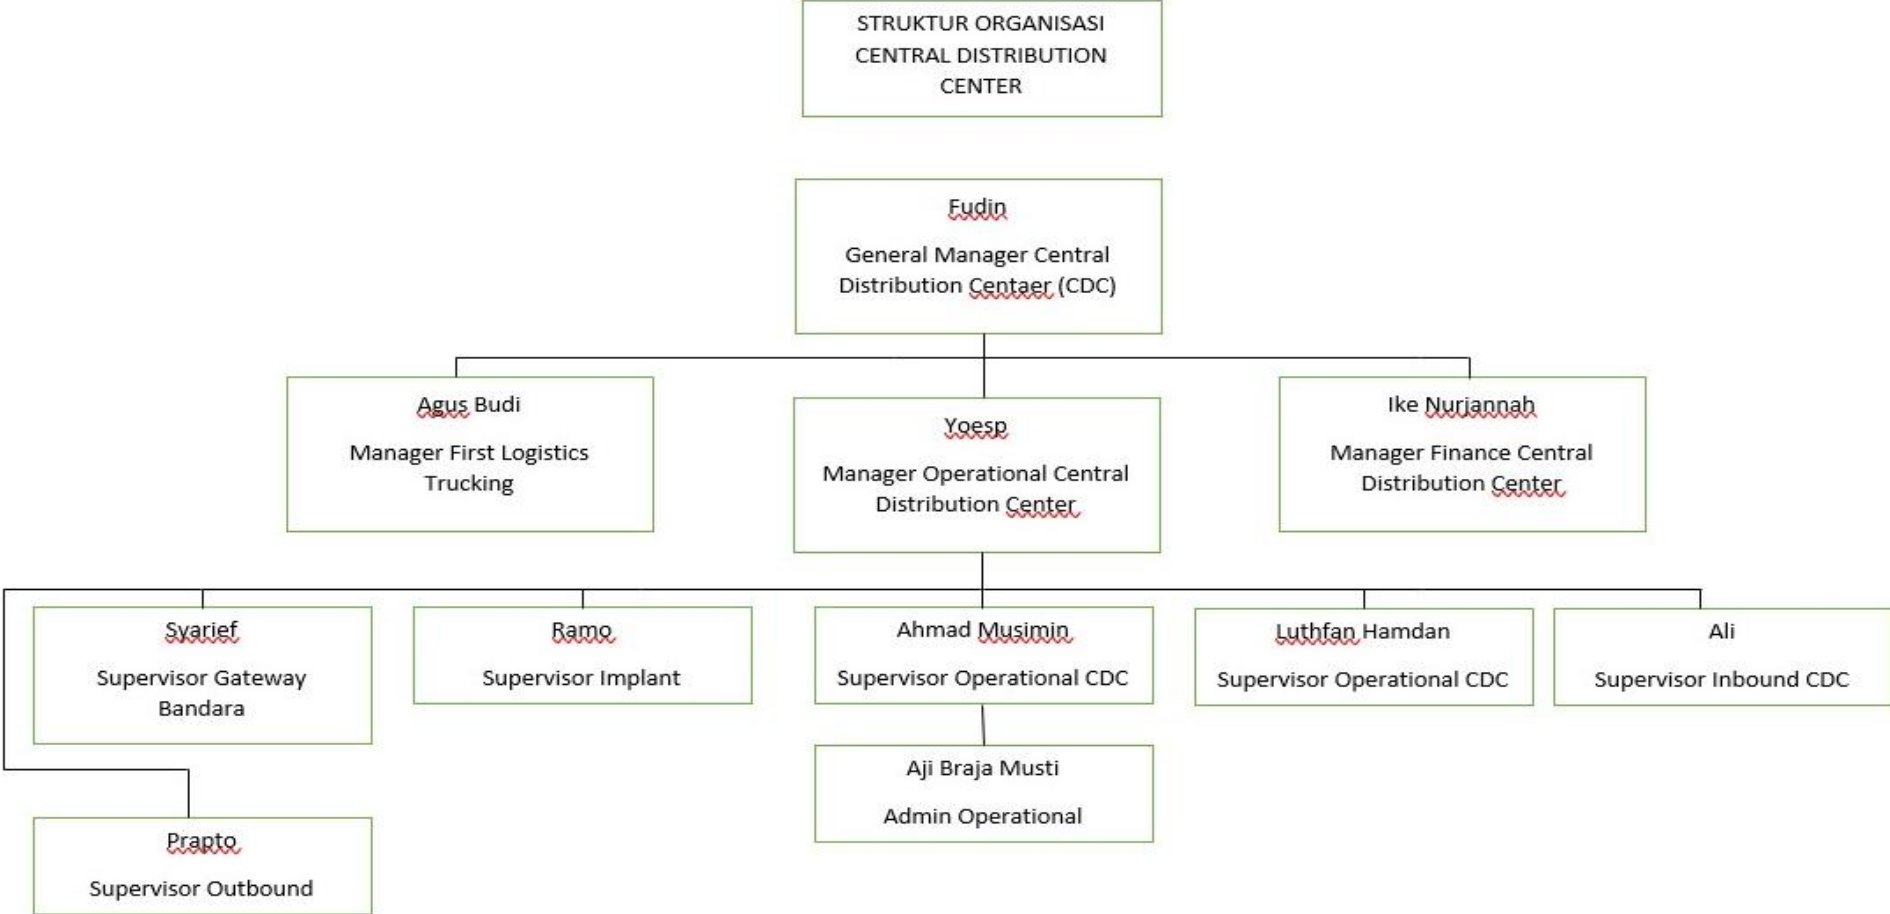 STRUKTUR ORGANISASI
CENTRAL DISTRIBUTION
CENTER
Fudin
General Manager Central
Distribution Centaer (CDC)
Agus Budi
Manager First Logistics
Trucking
Yoesp
Manager Operational Central
Distribution Center
Ike Nurjannah
Manager Finance Central
Distribution Center
Syarief
Supervisor Gateway
Bandara
Ramo
Supervisor Implant
Ahmad Musimin
Supervisor Operational CDC
Luthfan Hamdan
Supervisor Operational CDC
Ali
Supervisor Inbound CDC
Aji Braja Musti
Admin Operational
Prapto
Supervisor Outbound